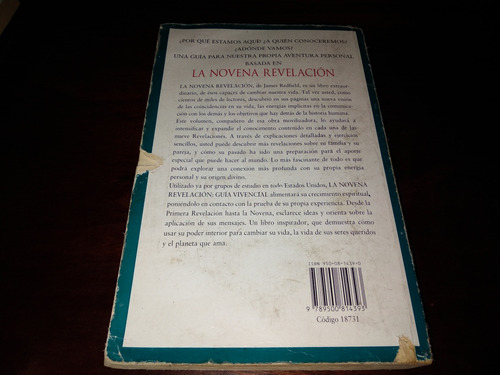 ¿POR QUÉ ESTAMOS AQUÍ? ¿A QUIÉN CONOCEREMOS?
¿ADÓNDE VAMOS?
UNA GUÍA PARA NUESTRA PROPIA AVENTURA PERSONAL
BASADA EN
LA NOVENA REVELACIÓN
LA NOVENA REVELACIÓN, de James Redfield, es un libro extraor-
dinario, de esos capaces de cambiar nuestra vida. Tal vez usted, como
cientos de miles de lectores, descubrió en sus páginas una nueva visión
de las coincidencias en su vida, las energías implícitas en la comunica-
ción con los demás y los objetivos que hay detrás de la historia humana.
Este volumen, compañero de esa obra movilizadora, lo ayudará a
intensificar y expandir el conocimiento contenido en cada una de las
nueve Revelaciones. A través de explicaciones detalladas y ejercicios
sencillos, usted puede descubrir más revelaciones sobre su familia y su
pareja, y cómo su pasado ha sido una preparación para el aporte
especial que puede hacer al mundo. Lo más fascinante de todo es que
podrá explorar una conexión más profunda con su propia energía
personal y su origen divino.
Utilizado ya por grupos de estudio en todo Estados Unidos, LA NOVENA
REVELACIÓN: GUÍA VIVENCIAL alimentará su crecimiento espiritual,
poniéndolo en contacto con la prueba de su propia experiencia. Desde la
Primera Revelación hasta la Novena, esclarece ideas y orienta sobre la
aplicación de sus mensajes. Un libro inspirador, que demuestra cómo
usar su poder interior para cambiar su vida, la vida de sus seres queridos y
el planeta que ama.
ISBN 950-08-1439-0
9 789500 814393
Código 18731